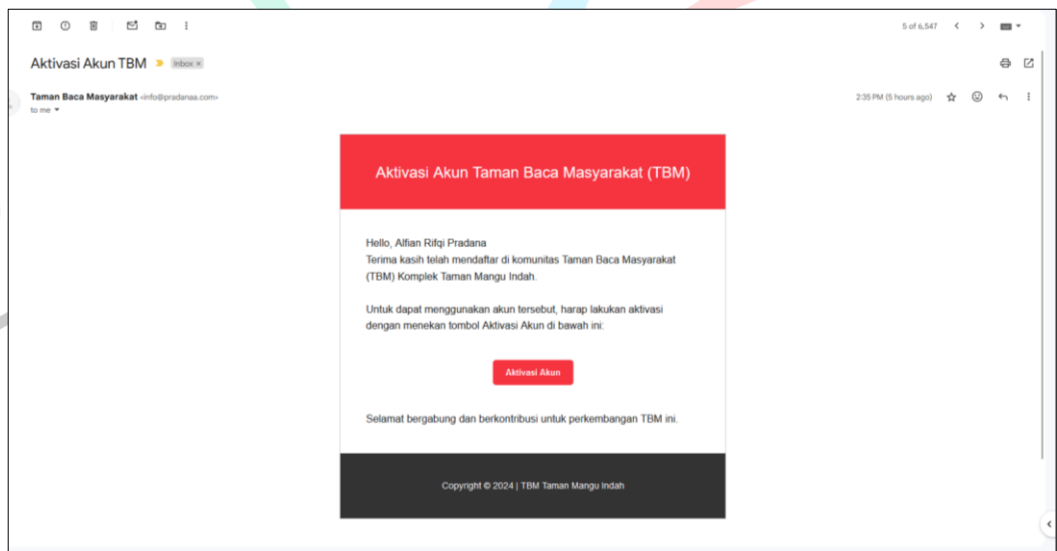 5 of 6,547
Aktivasi Akun TBM Inbox x
Taman Baca Masyarakat <info@pradanaa.com>
2:35 PM (5 hours ago)
to me
Aktivasi Akun Taman Baca Masyarakat (TBM)
Hello, Alfian Rifqi Pradana
Terima kasih telah mendaftar di komunitas Taman Baca Masyarakat
(TBM) Komplek Taman Mangu Indah.
Untuk dapat menggunakan akun tersebut, harap lakukan aktivasi
dengan menekan tombol Aktivasi Akun di bawah ini:
Aktivasi Akun
Selamat bergabung dan berkontribusi untuk perkembangan TBM ini.
Copyright © 2024 | TBM Taman Mangu Indah